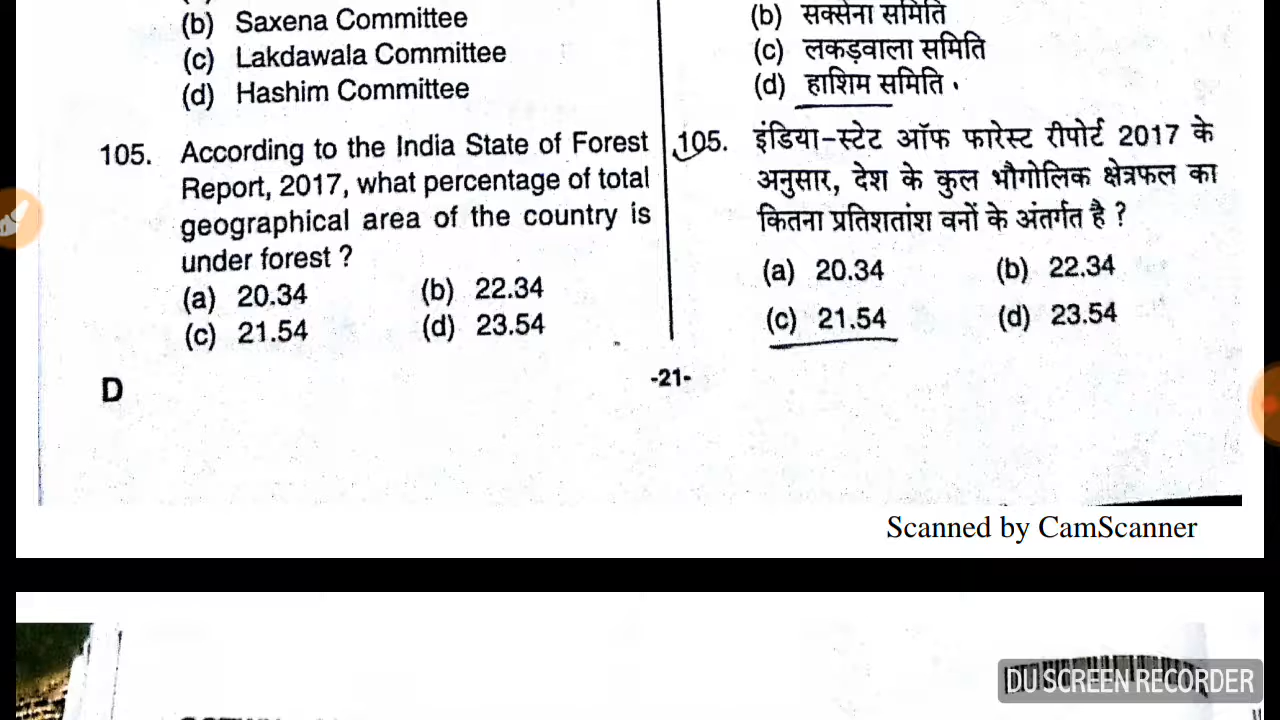 (b) Saxena Committee
(c) Lakdawala Committee
(d) Hashim Committee
105. According to the India State of Forest
Report, 2017, what percentage of total
geographical area of the country is
under forest ?
(a) 20.34 (b) 22.34
(c) 21.54 (d) 23.54
(b) सक्सेना समिति
(c) लकड़वाला समिति
(d) हाशिम समिति
105. इंडिया-स्टेट ऑफ फारेस्ट रीपोर्ट 2017 के
अनुसार, देश के कुल भौगोलिक क्षेत्रफल का
कितना प्रतिशतांश वनों के अंतर्गत है ?
(a) 20.34 (b) 22.34
(c) 21.54 (d) 23.54
D
-21-
Scanned by CamScanner
DU SCREEN RECORDER